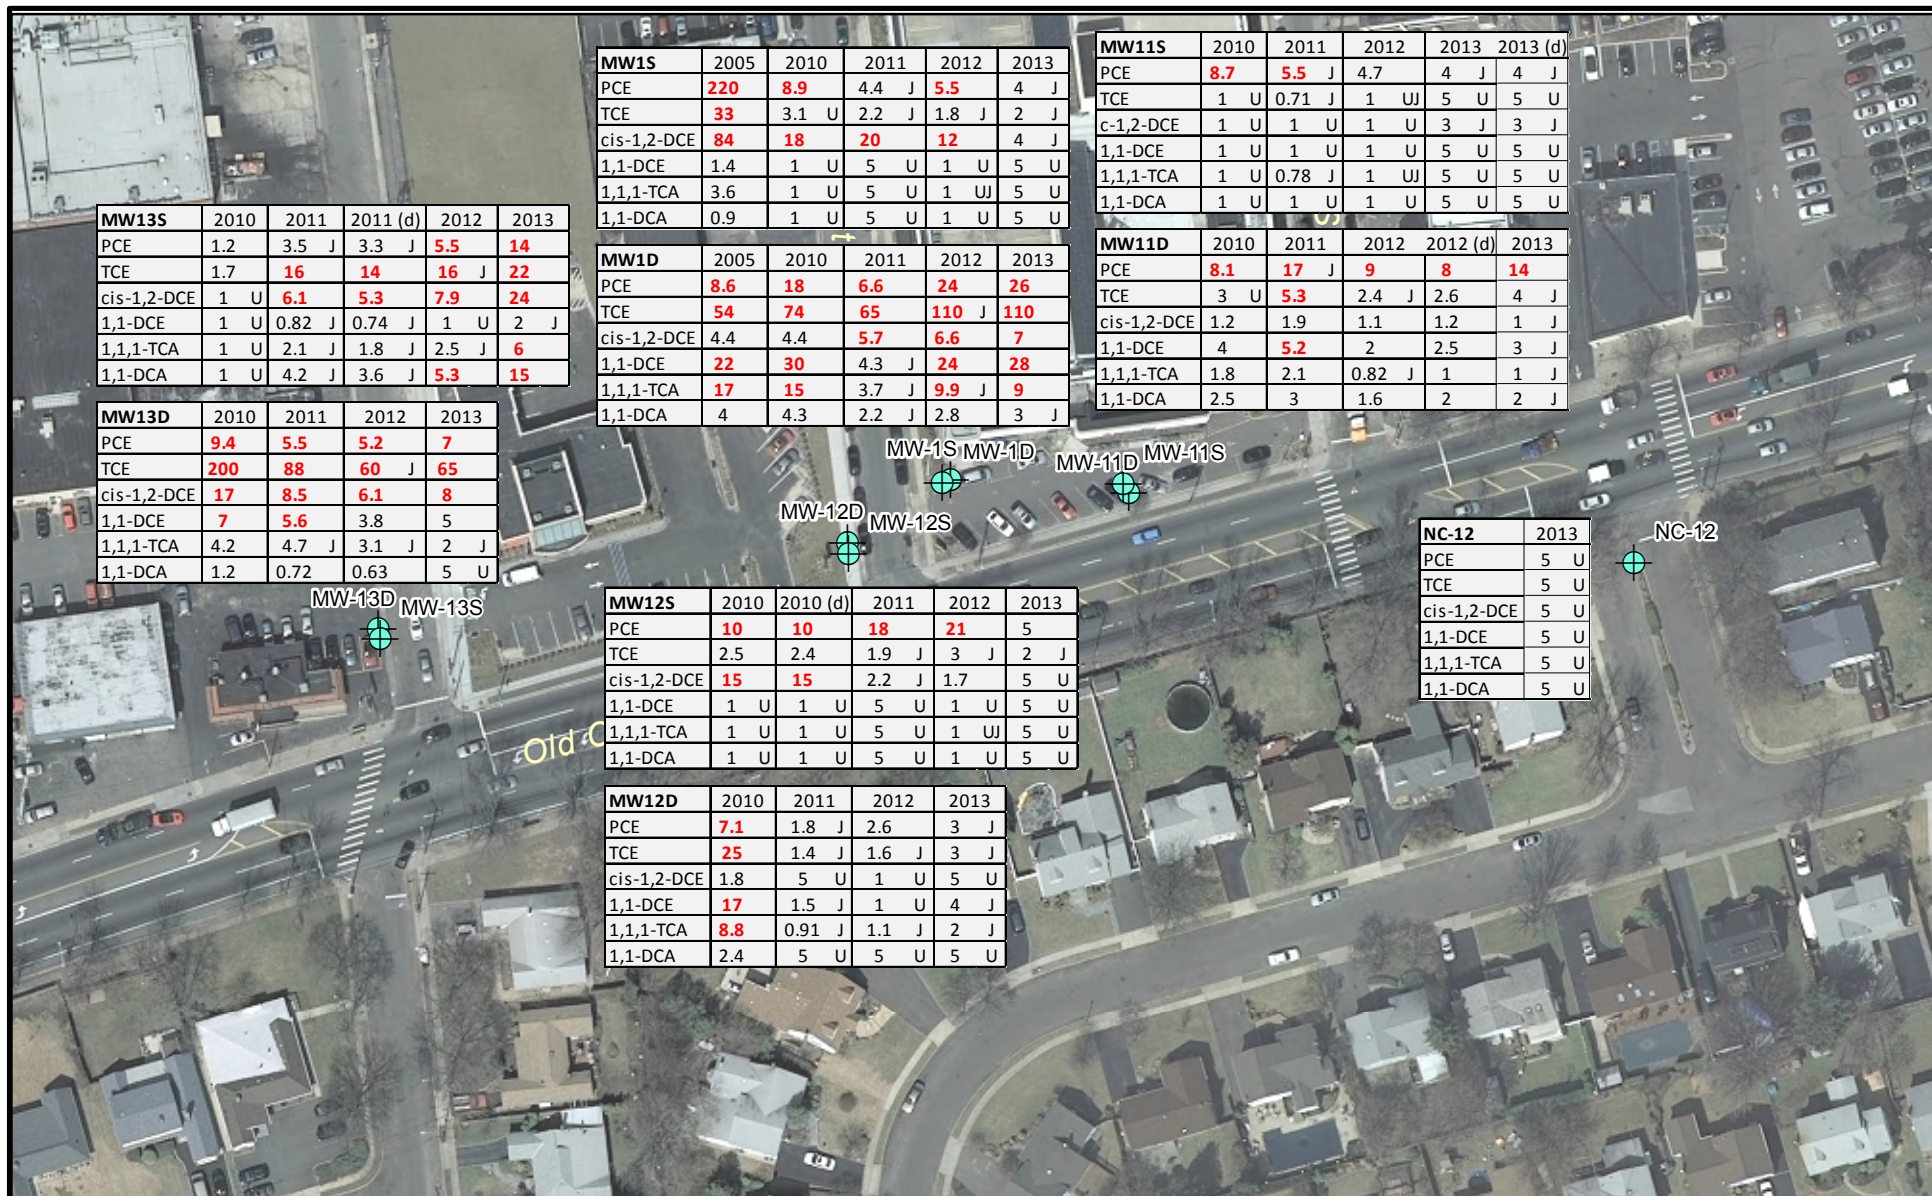 MW1S 2005 2010 2011 2012 2013
PCE 220 8.9 4.4 J 5.5 4 J
TCE 33 3.1 U 2.2 J 1.8 J 2 J
cis-1,2-DCE 84 18 20 12 4 J
1,1-DCE 1.4 1 U 5 U 1 U 5 U
1,1,1-TCA 3.6 1 U 5 U 1 UJ 5 U
1,1-DCA 0.9 1 U 5 U 1 U 5 U
MW11S 2010 2011 2012 2013 2013 (d)
PCE 8.7 5.5 J 4.7 4 J 4 J
TCE 1 U 0.71 J 1 UJ 5 U 5 U
c-1,2-DCE 1 U 1 U 1 U 3 J 3 J
1,1-DCE 1 U 1 U 1 U 5 U 5 U
1,1,1-TCA 1 U 0.78 J 1 UJ 5 U 5 U
1,1-DCA 1 U 1 U 1 U 5 U 5 U
MW13S 2010 2011 2011 (d) 2012 2013
PCE 1.2 3.5 J 3.3 J 5.5 14
TCE 1.7 16 14 16 J 22
cis-1,2-DCE 1 U 6.1 5.3 7.9 24
1,1-DCE 1 U 0.82 J 0.74 J 1 U 2 J
1,1,1-TCA 1 U 2.1 J 1.8 J 2.5 J 6
1,1-DCA 1 U 4.2 J 3.6 J 5.3 15
t
S
MW1D 2005 2010 2011 2012 2013
PCE 8.6 18 6.6 24 26
TCE 54 74 65 110 J 110
cis-1,2-DCE 4.4 4.4 5.7 6.6 7
1,1-DCE 22 30 4.3 J 24 28
1,1,1-TCA 17 15 3.7 J 9.9 J 9
1,1-DCA 4 4.3 2.2 J 2.8 3 J
MW11D 2010 2011 2012 2012 (d) 2013
PCE 8.1 17 J 9 8 14
TCE 3 U 5.3 2.4 J 2.6 4 J
cis-1,2-DCE 1.2 1.9 1.1 1.2 1 J
1,1-DCE 4 5.2 2 2.5 3 J
1,1,1-TCA 1.8 2.1 0.82 J 1 1 J
1,1-DCA 2.5 3 1.6 2 2 J
MW13D 2010 2011 2012 2013
PCE 9.4 5.5 5.2 7
TCE 200 88 60 J 65
cis-1,2-DCE 17 8.5 6.1 8
1,1-DCE 7 5.6 3.8 5
1,1,1-TCA 4.2 4.7 J 3.1 J 2 J
1,1-DCA 1.2 0.72 0.63 5 U
MW-1S MW-1D
MW-11D MW-11S
MW-12D MW-12S
NC-12
MW-13D MW-13S
NC-12 2013
PCE 5 U
TCE 5 U
cis-1,2-DCE 5 U
1,1-DCE 5 U
1,1,1-TCA 5 U
1,1-DCA 5 U
MW12S 2010 2010 (d) 2011 2012 2013
PCE 10 10 18 21 5
TCE 2.5 2.4 1.9 J 3 J 2 J
cis-1,2-DCE 15 15 2.2 J 1.7 5 U
1,1-DCE 1 U 1 U 5 U 1 U 5 U
1,1,1-TCA 1 U 1 U 5 U 1 UJ 5 U
1,1-DCA 1 U 1 U 5 U 1 U 5 U
Old
MW12D 2010 2011 2012 2013
PCE 7.1 1.8 J 2.6 3 J
TCE 25 1.4 J 1.6 J 3 J
cis-1,2-DCE 1.8 5 U 1 U 5 U
1,1-DCE 17 1.5 J 1 U 4 J
1,1,1-TCA 8.8 0.91 J 1.1 J 2 J
1,1-DCA 2.4 5 U 5 U 5 U